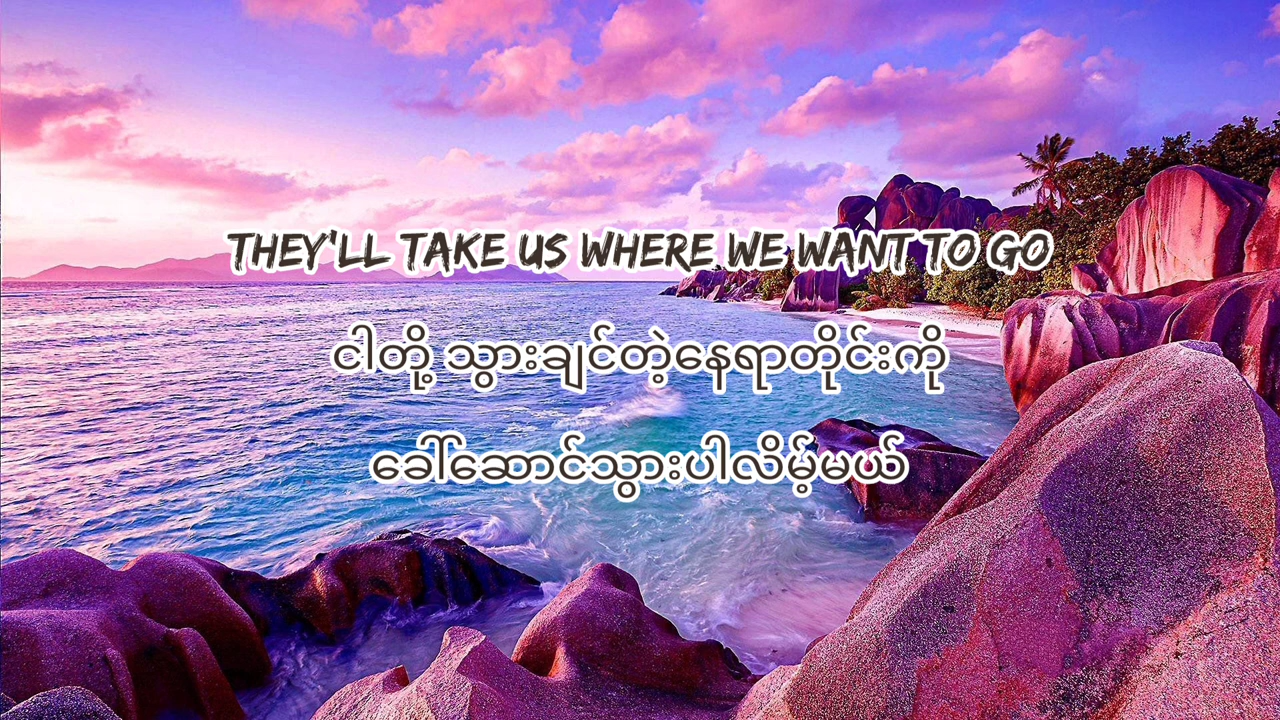 THEY'LL TAKE US WHERE WE WANT TO GO
ငါတို့ သွားချင်တဲ့နေရာတိုင်းကို
ခေါ်ဆောင်သွားပါလိမ့်မယ်